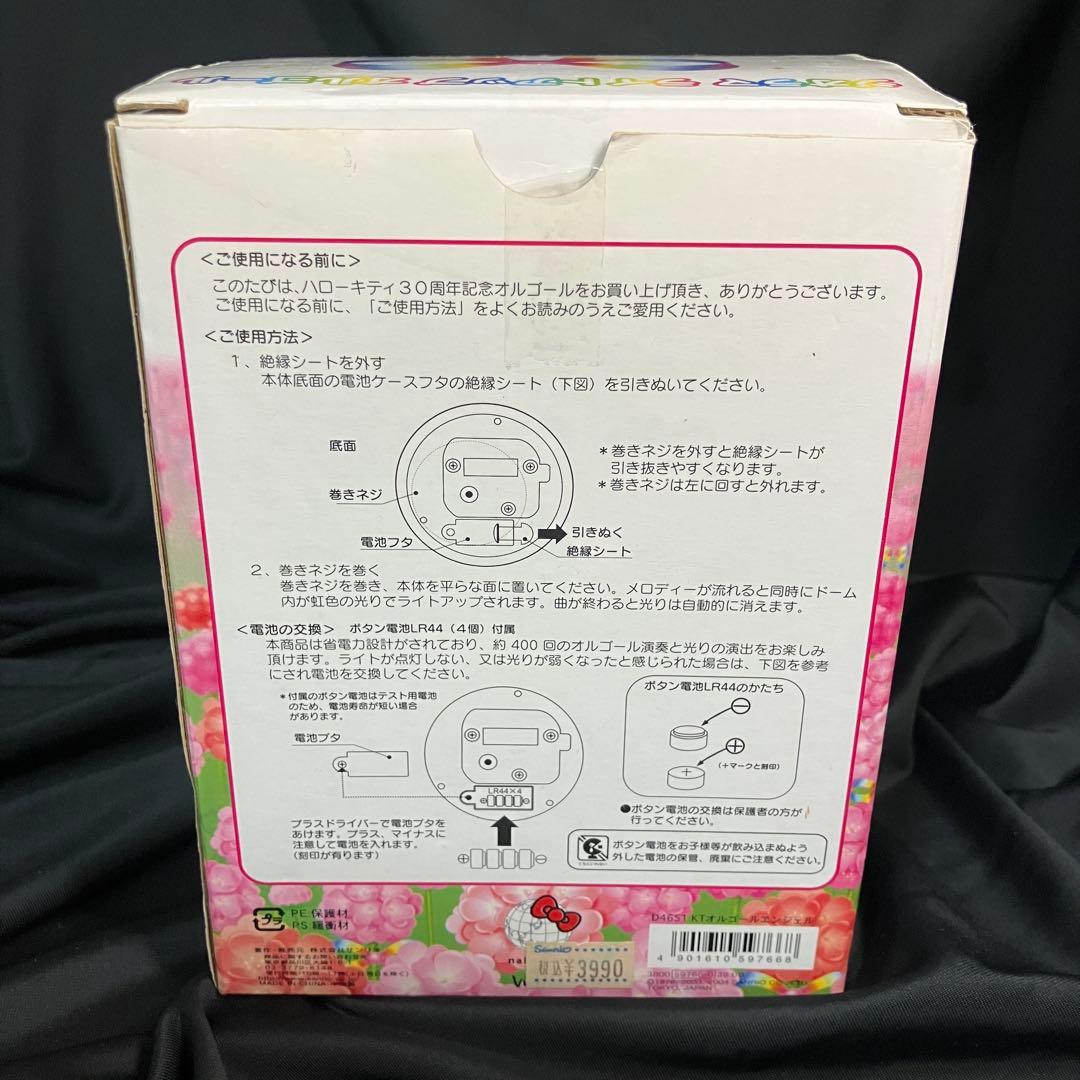 ＜ご使用になる前に＞
このたびは、ハローキティ３０周年記念オルゴールをお買い上げ頂き、ありがとうございます。
ご使用になる前に、「ご使用方法」をよくお読みのうえご愛用ください。
＜ご使用方法＞
１、絶縁シートを外す
本体底面の電池ケースフタの絶縁シート（下図）を引きぬいてください。
底面
＊巻きネジを外すと絶縁シートが
引き抜きやすくなります。
＊巻きネジは左に回すと外れます。
巻きネジ
引きぬく
電池フタ
絶縁シート
２、巻きネジを巻く
巻きネジを巻き、本体を平らな面に置いてください。メロディーが流れると同時にドーム
内が虹色の光りでライトアップされます。曲が終わると光りは自動的に消えます。
＜電池の交換＞ ボタン電池LR44（４個）付属
本商品は省電力設計がされており、約 400 回のオルゴール演奏と光りの演出をお楽しみ
頂けます。ライトが点灯しない、又は光りが弱くなったと感じられた場合は、下図を参考
にされ電池を交換してください。
＊付属のボタン電池はテスト用電池
のため、電池寿命が短い場合
があります。
電池ブタ
LR44×4
プラスドライバーで電池ブタを
あけます。プラス、マイナスに
注意して電池を入れます。
(刻印が有ります)
ボタン電池LR44のかたち
(＋マークと刻印)
●ボタン電池の交換は保護者の方が
行ってください。
ボタン電池をお子様等が飲み込まぬよう
外した電池の保管、廃棄にご注意ください。
プラ
PE:保護材
PS:緩衝材
MADE IN CHINA
Sanrio
税込￥3990
D46S1 KTオルゴールエンジェル
4 901610 597668
TOKYO, JAPAN